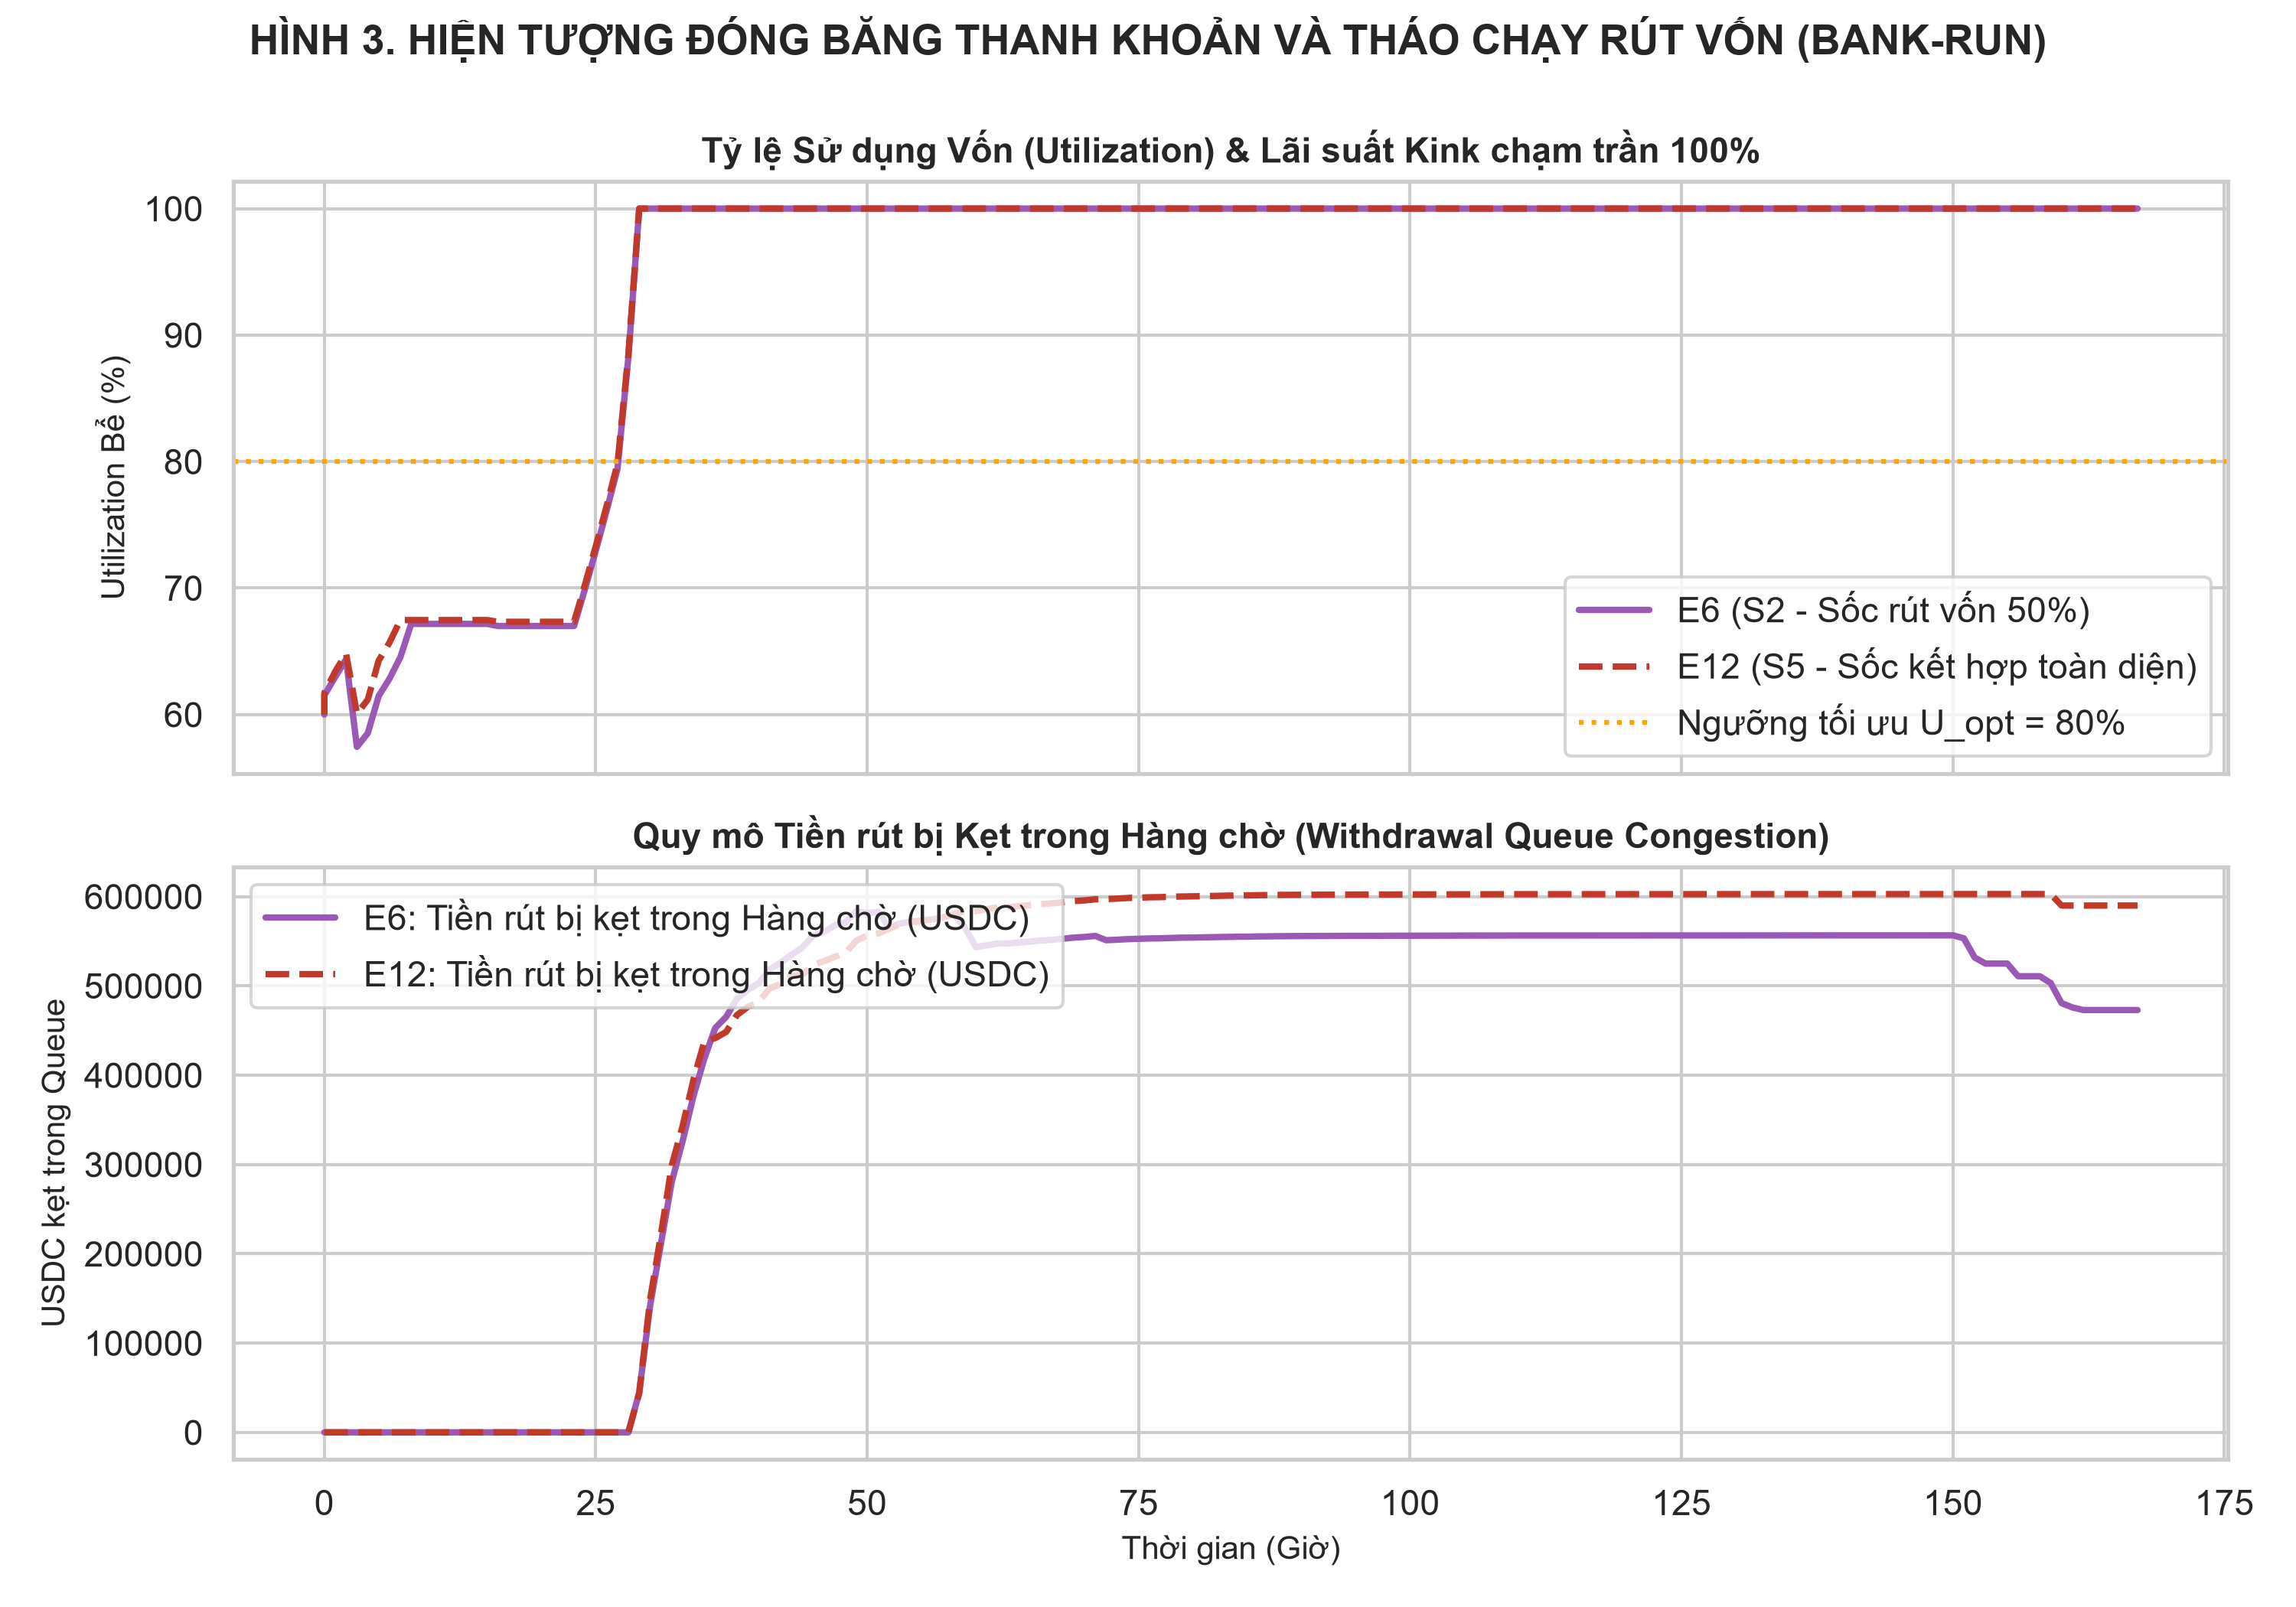 HÌNH 3. HIỆN TƯỢNG ĐÓNG BĂNG THANH KHOẢN VÀ THÁO CHẠY RÚT VỐN (BANK-RUN)
Tỷ lệ Sử dụng Vốn (Utilization) & Lãi suất Kink chạm trần 100%
Utilization Bể (%)
100
90
80
70
60
E6 (S2 - Sốc rút vốn 50%)
E12 (S5 - Sốc kết hợp toàn diện)
Ngưỡng tối ưu U_opt = 80%
Quy mô Tiền rút bị Kẹt trong Hàng chờ (Withdrawal Queue Congestion)
USDC kẹt trong Queue
600000
500000
400000
300000
200000
100000
0
E6: Tiền rút bị kẹt trong Hàng chờ (USDC)
E12: Tiền rút bị kẹt trong Hàng chờ (USDC)
0 25 50 75 100 125 150 175
Thời gian (Giờ)